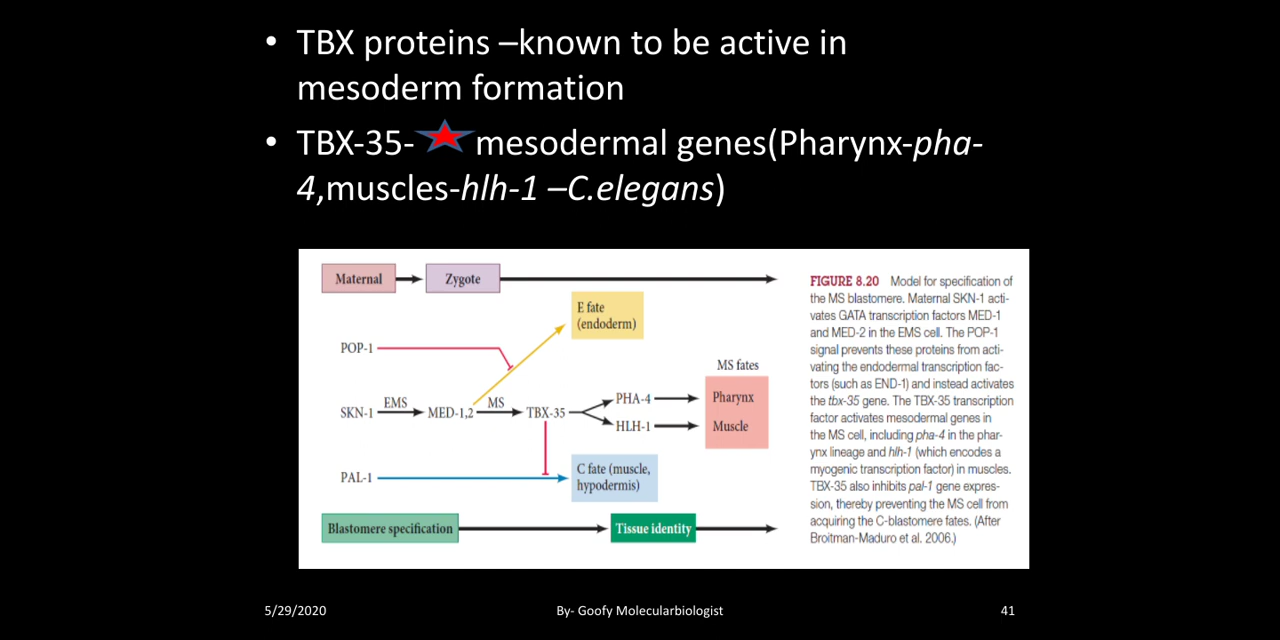 • TBX proteins –known to be active in
mesoderm formation
• TBX-35- mesodermal genes(Pharynx-pha-
4,muscles-hlh-1 –C.elegans)
Maternal
Zygote
E fate
(endoderm)
POP-1
MS fates
SKN-1
EMS
MED-1,2
MS
TBX-35
PHA-4
Pharynx
HLH-1
Muscle
PAL-1
C fate (muscle,
hypodermis)
Blastomere specification
Tissue identity
FIGURE 8.20 Model for specification of
the MS blastomere. Maternal SKN-1 acti-
vates GATA transcription factors MED-1
and MED-2 in the EMS cell. The POP-1
signal prevents these proteins from acti-
vating the endodermal transcription fac-
tors (such as END-1) and instead activates
the tbx-35 gene. The TBX-35 transcription
factor activates mesodermal genes in
the MS cell, including pha-4 in the phar-
ynx lineage and hlh-1 (which encodes a
myogenic transcription factor) in muscles.
TBX-35 also inhibits pal-1 gene expres-
sion, thereby preventing the MS cell from
acquiring the C-blastomere fates. (After
Broitman-Maduro et al. 2006.)
5/29/2020
By- Goofy Molecularbiologist
41